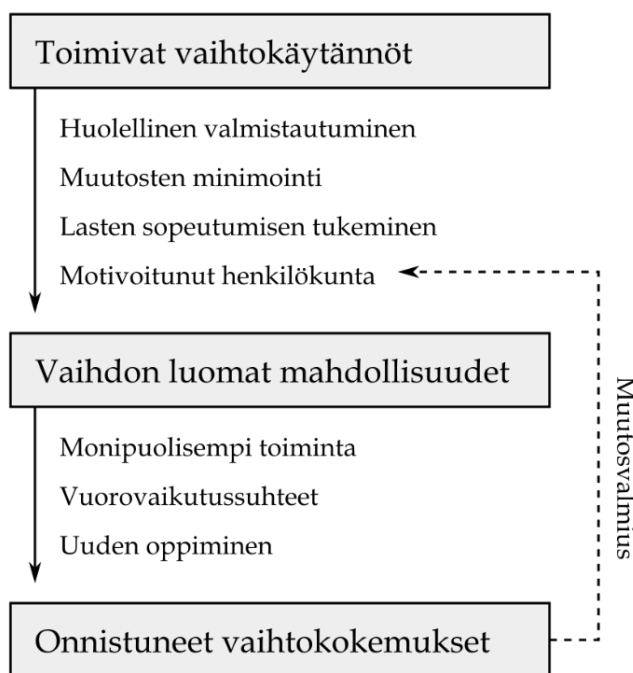 Toimivat vaihtokäytännöt
Huolellinen valmistautuminen
Muutosten minimointi
Lasten sopeutumisen tukeminen
Motivoitunut henkilökunta
Vaihdon luomat mahdollisuudet
Monipuolisempi toiminta
Vuorovaikutussuhteet
Uuden oppiminen
Muutosvalmius
Onnistuneet vaihtokokemukset